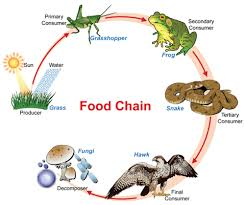 Primary
Consumer
Grasshopper
Secondary
Consumer
Frog
Sun
Water
Grass
Producer
Food Chain
Snake
Tertiary
Consumer
Fungi
Hawk
Decomposer
Final
Consumer